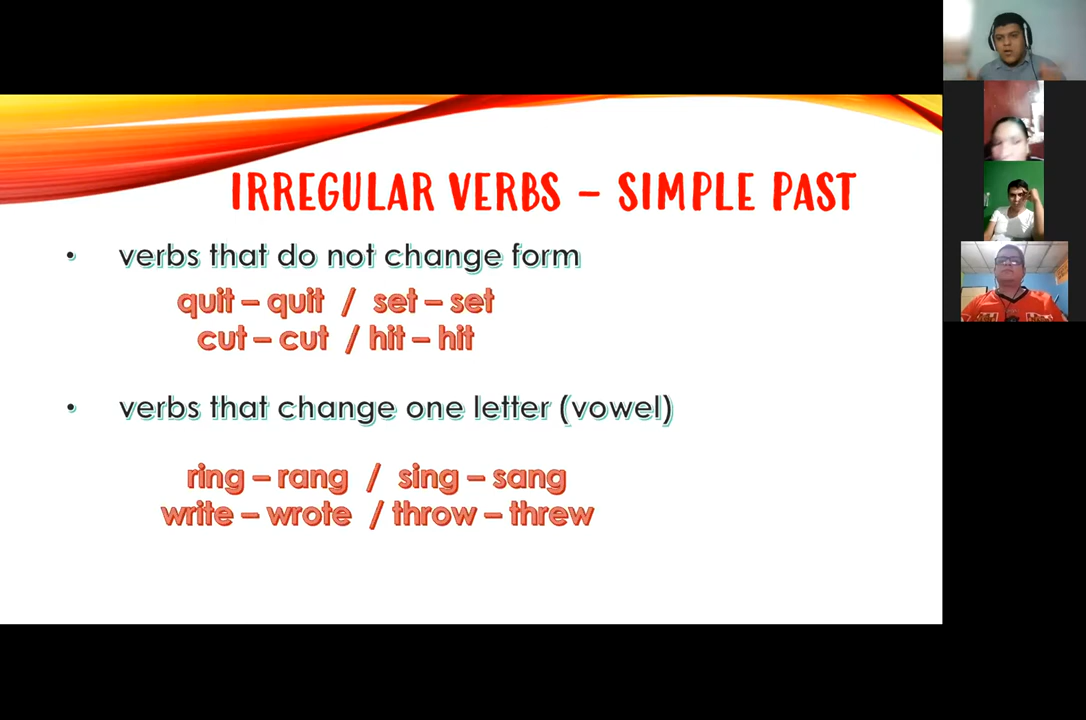 IRREGULAR VERBS – SIMPLE PAST
• verbs that do not change form
quit – quit / set – set
cut – cut / hit – hit
• verbs that change one letter (vowel)
ring – rang / sing – sang
write – wrote / throw – threw